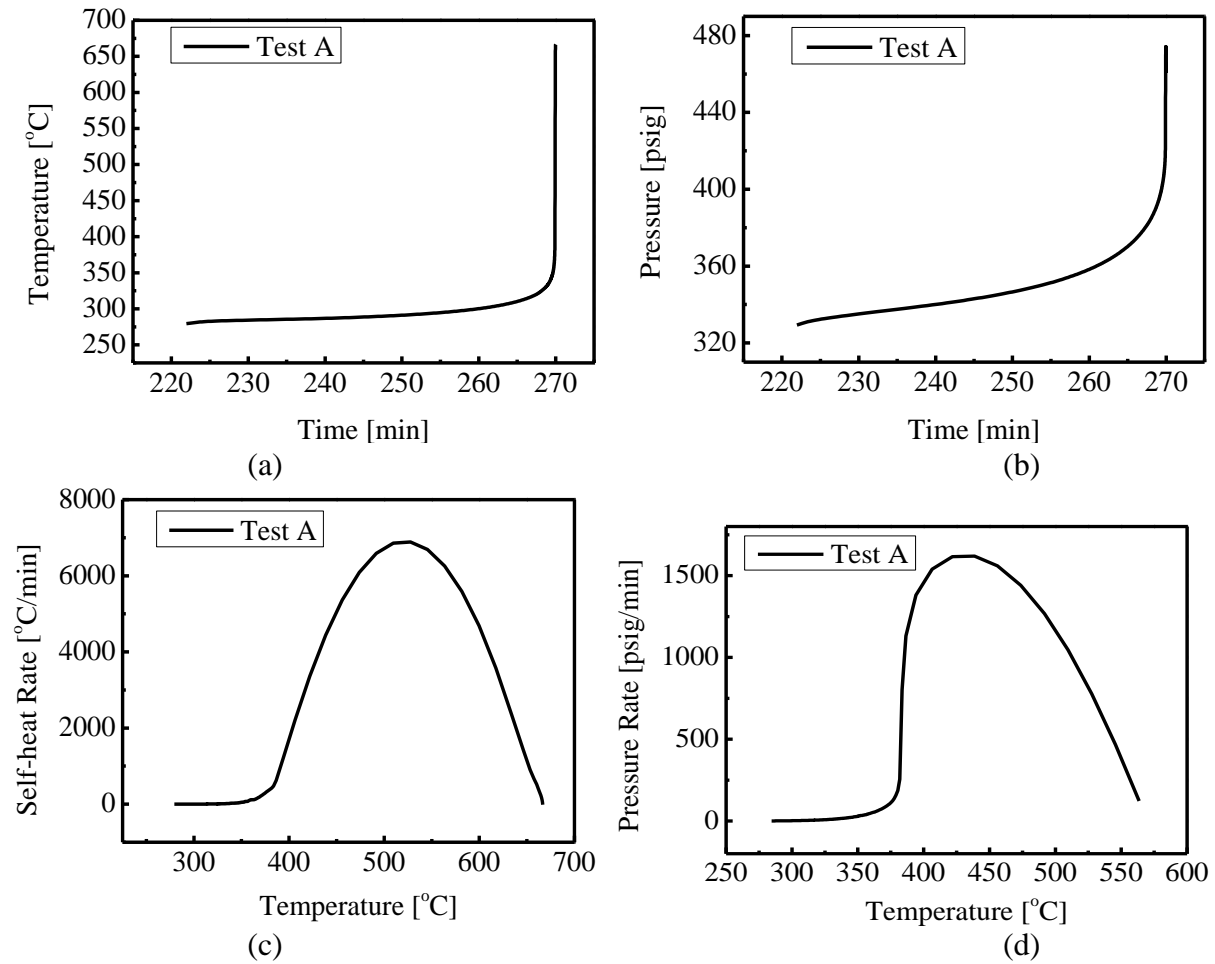 Test A
Temperature [°C]
700
650
600
550
500
450
400
350
300
250
220 230 240 250 260 270
Time [min]
(a)
Test A
Pressure [psig]
480
440
400
360
320
220 230 240 250 260 270
Time [min]
(b)
Test A
Self-heat Rate [°C/min]
8000
6000
4000
2000
0
300 400 500 600 700
Temperature [°C]
(c)
Test A
Pressure Rate [psig/min]
1500
1000
500
0
250 300 350 400 450 500 550 600
Temperature [°C]
(d)